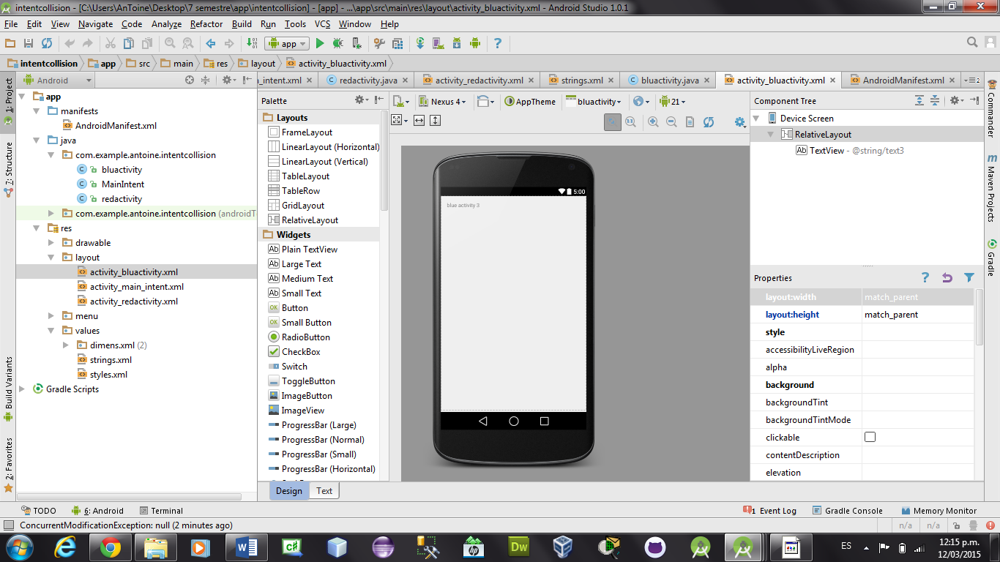 intentcollision - [C:\Users\AnToine\Desktop\7 semestre\app\intentcollision] - [app] - ...\app\src\main\res\layout\activity_bluactivity.xml - Android Studio 1.0.1
File Edit View Navigate Code Analyze Refactor Build Run Tools VCS Window Help
app
intentcollision app src main res layout activity_bluactivity.xml
Android
_intent.xml redactivity.java activity_redactivity.xml strings.xml bluactivity.java activity_bluactivity.xml AndroidManifest.xml
1: Project
7: Structure
Build Variants
2: Favorites
app
manifests
AndroidManifest.xml
java
com.example.antoine.intentcollision
bluactivity
MainIntent
redactivity
com.example.antoine.intentcollision (androidT
res
drawable
layout
activity_bluactivity.xml
activity_main_intent.xml
activity_redactivity.xml
menu
values
dimens.xml (2)
strings.xml
styles.xml
Gradle Scripts
Palette
Layouts
FrameLayout
LinearLayout (Horizontal)
LinearLayout (Vertical)
TableLayout
TableRow
GridLayout
RelativeLayout
Widgets
Plain TextView
Large Text
Medium Text
Small Text
Button
Small Button
RadioButton
CheckBox
Switch
ToggleButton
ImageButton
ImageView
ProgressBar (Large)
ProgressBar (Normal)
ProgressBar (Small)
ProgressBar (Horizontal)
Design Text
Nexus 4 AppTheme bluactivity 21
5:00
blue activity 3
Component Tree
Device Screen
RelativeLayout
TextView - @string/text3
Properties
layout:width match_parent
layout:height match_parent
style
accessibilityLiveRegion
alpha
background
backgroundTint
backgroundTintMode
clickable
contentDescription
elevation
Commander
Maven Projects
Gradle
TODO 6: Android Terminal 1 Event Log Gradle Console Memory Monitor
ConcurrentModificationException: null (2 minutes ago) n/a n/a
ES 12:15 p.m.
12/03/2015